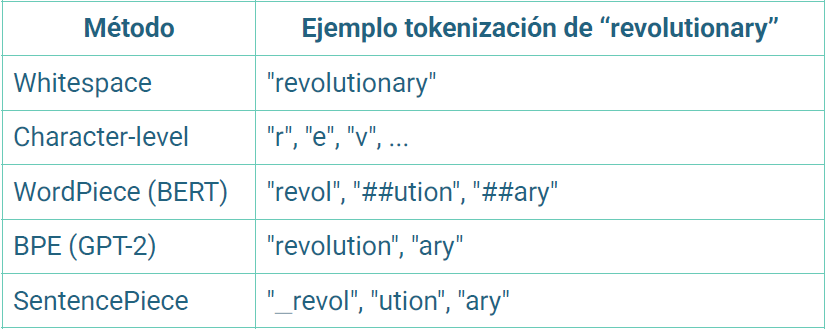 Método Ejemplo tokenización de “revolutionary”
Whitespace "revolutionary"
Character-level "r", "e", "v", ...
WordPiece (BERT) "revol", "##ution", "##ary"
BPE (GPT-2) "revolution", "ary"
SentencePiece "_revol", "ution", "ary"